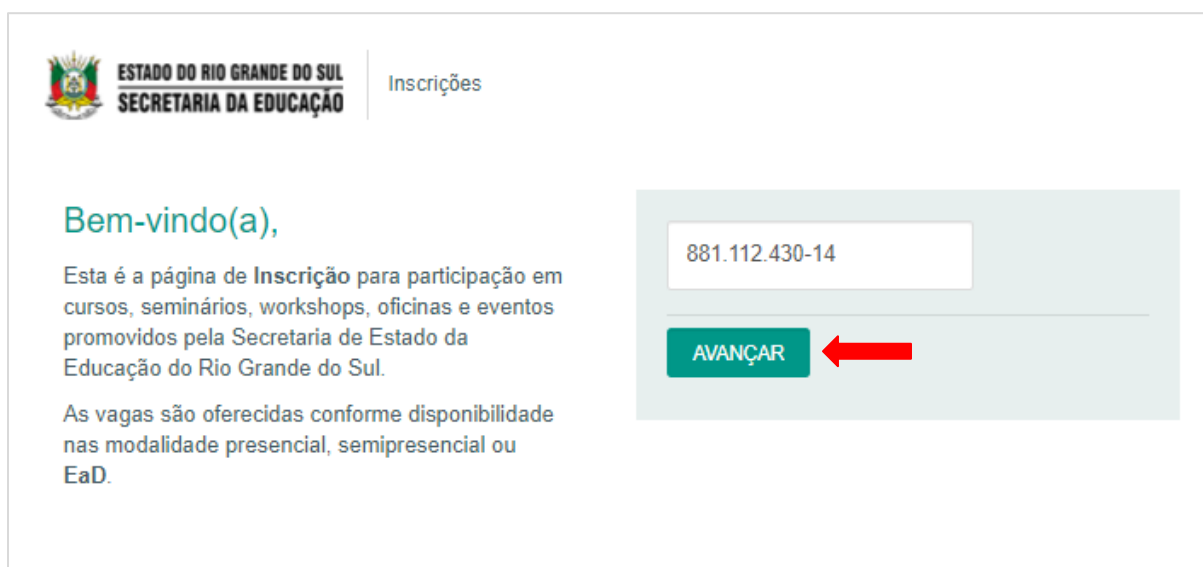 ESTADO DO RIO GRANDE DO SUL
SECRETARIA DA EDUCAÇÃO
Inscrições
Bem-vindo(a),
Esta é a página de Inscrição para participação em
cursos, seminários, workshops, oficinas e eventos
promovidos pela Secretaria de Estado da
Educação do Rio Grande do Sul.
As vagas são oferecidas conforme disponibilidade
nas modalidade presencial, semipresencial ou
EaD.
881.112.430-14
AVANÇAR